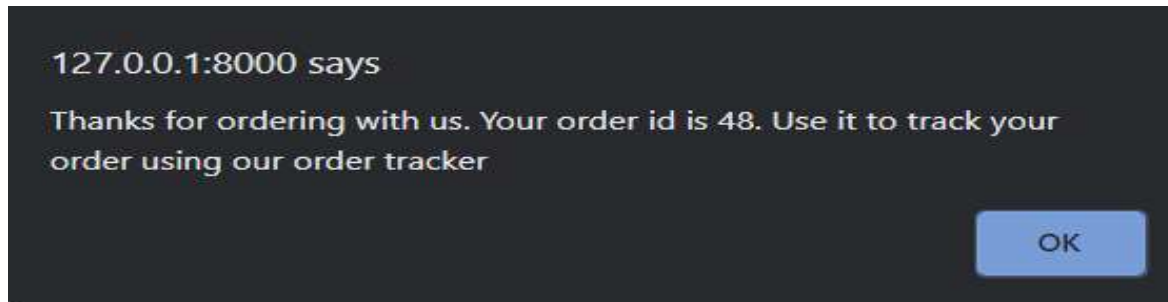 127.0.0.1:8000 says
Thanks for ordering with us. Your order id is 48. Use it to track your
order using our order tracker
OK